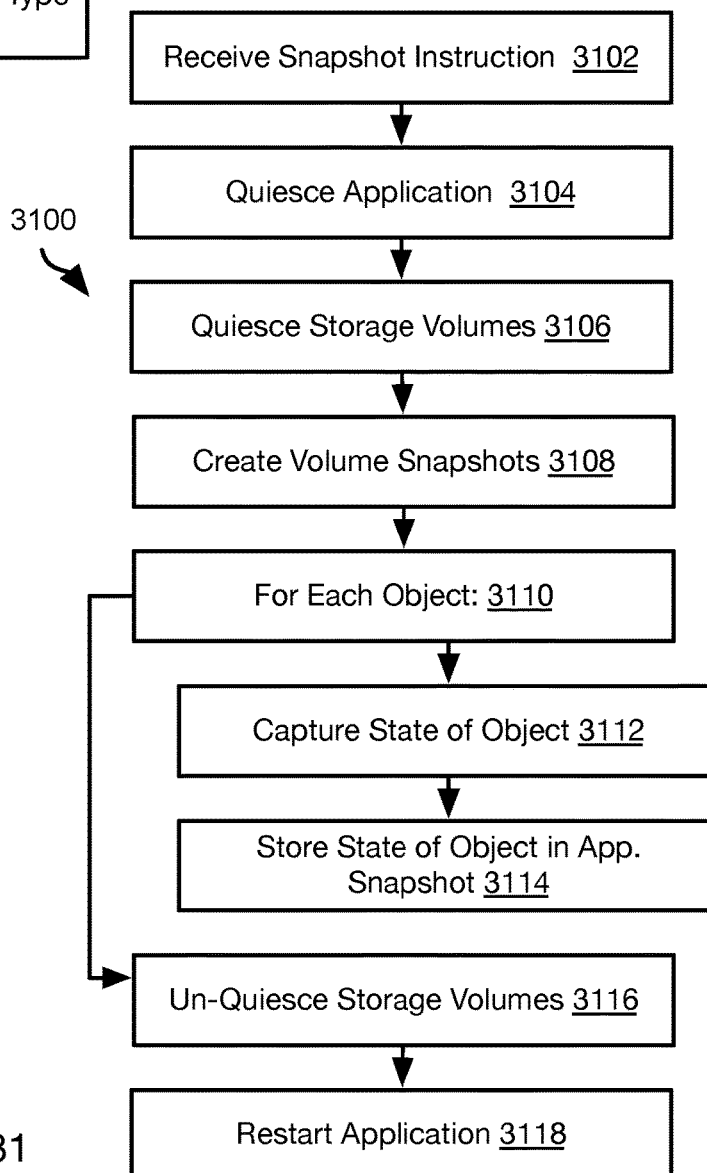 Type
Receive Snapshot Instruction 3102
Quiesce Application 3104
3100
Quiesce Storage Volumes 3106
Create Volume Snapshots 3108
For Each Object: 3110
Capture State of Object 3112
Store State of Object in App.
Snapshot 3114
Un-Quiesce Storage Volumes 3116
31
Restart Application 3118